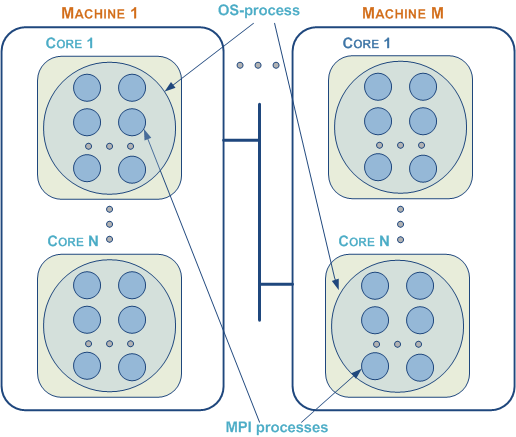 MACHINE 1
OS-process
MACHINE M
CORE 1
CORE 1
CORE N
CORE N
MPI processes